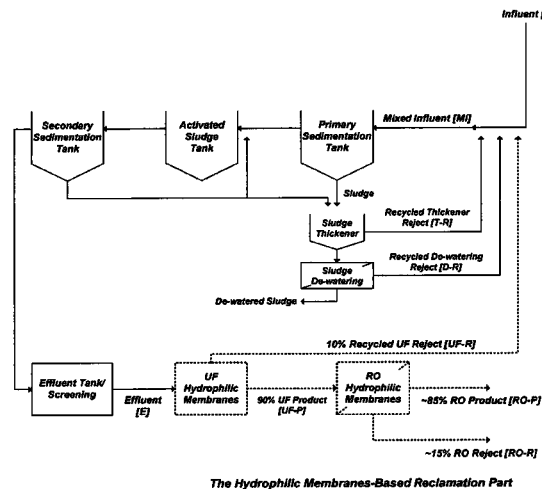 Influent
Mixed Influent [MI]
Secondary
Sedimentation
Tank
Activated
Sludge
Tank
Primary
Sedimentation
Tank
Sludge
Sludge
Thickener
Recycled Thickener
Reject [T-R]
Sludge
De-watering
Recycled De-watering
Reject [D-R]
De-watered Sludge
10% Recycled UF Reject [UF-R]
Effluent Tank/
Screening
Effluent
[E]
UF
Hydrophilic
Membranes
90% UF Product [UF-P]
RO
Hydrophilic
Membranes
~85% RO Product [RO-P]
~15% RO Reject [RO-R]
The Hydrophilic Membranes-Based Reclamation Part